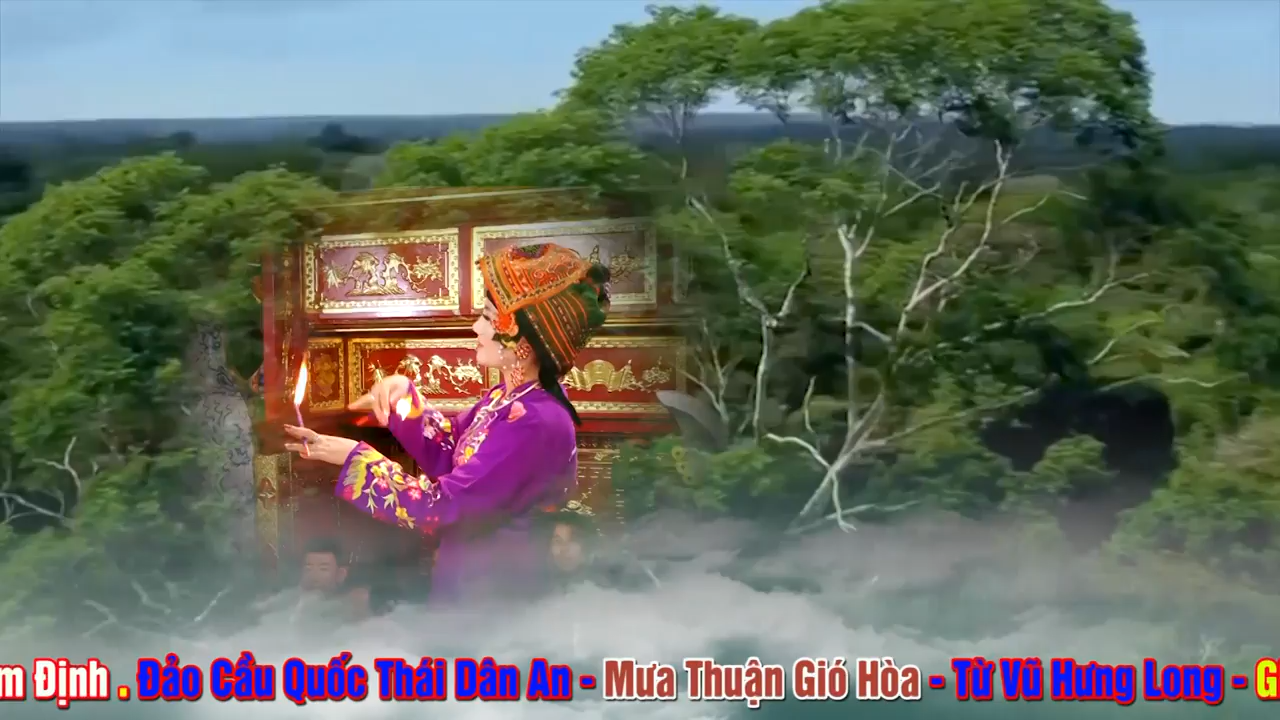 m Định . Đảo Cầu Quốc Thái Dân An - Mưa Thuận Gió Hòa - Từ Vũ Hưng Long - G